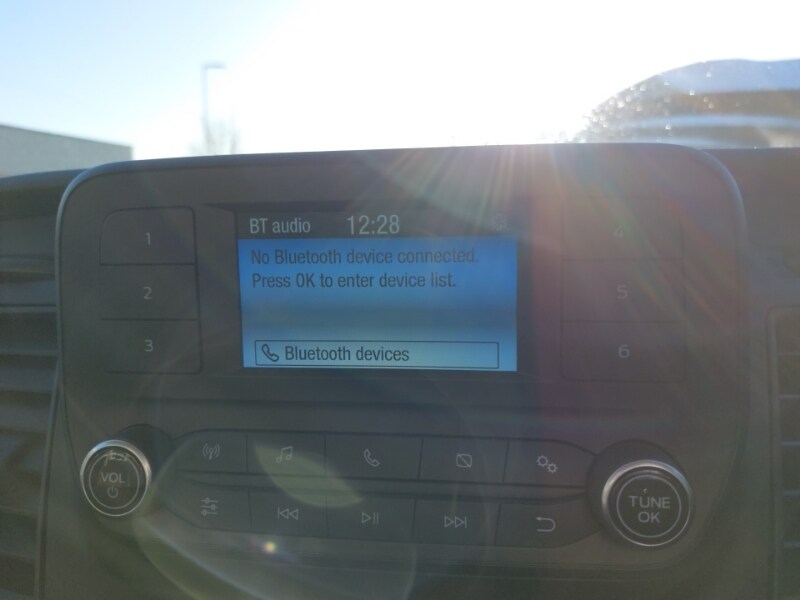 BT audio 12:28
No Bluetooth device connected.
Press OK to enter device list.
Bluetooth devices
1
2
3
4
5
6
VOL
TUNE
OK